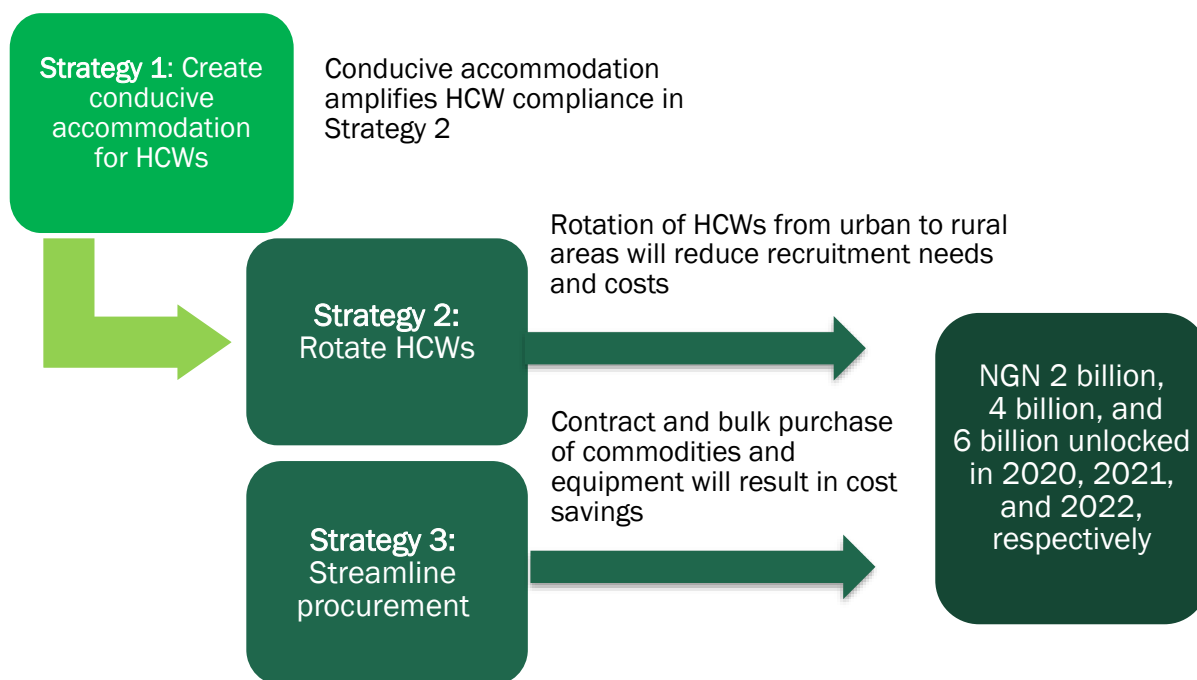 Strategy 1: Create
conducive
accommodation
for HCWs
Conducive accommodation
amplifies HCW compliance in
Strategy 2
Rotation of HCWs from urban to rural
areas will reduce recruitment needs
and costs
Strategy 2:
Rotate HCWs
Contract and bulk purchase
of commodities and
equipment will result in cost
savings
Strategy 3:
Streamline
procurement
NGN 2 billion,
4 billion, and
6 billion unlocked
in 2020, 2021,
and 2022,
respectively